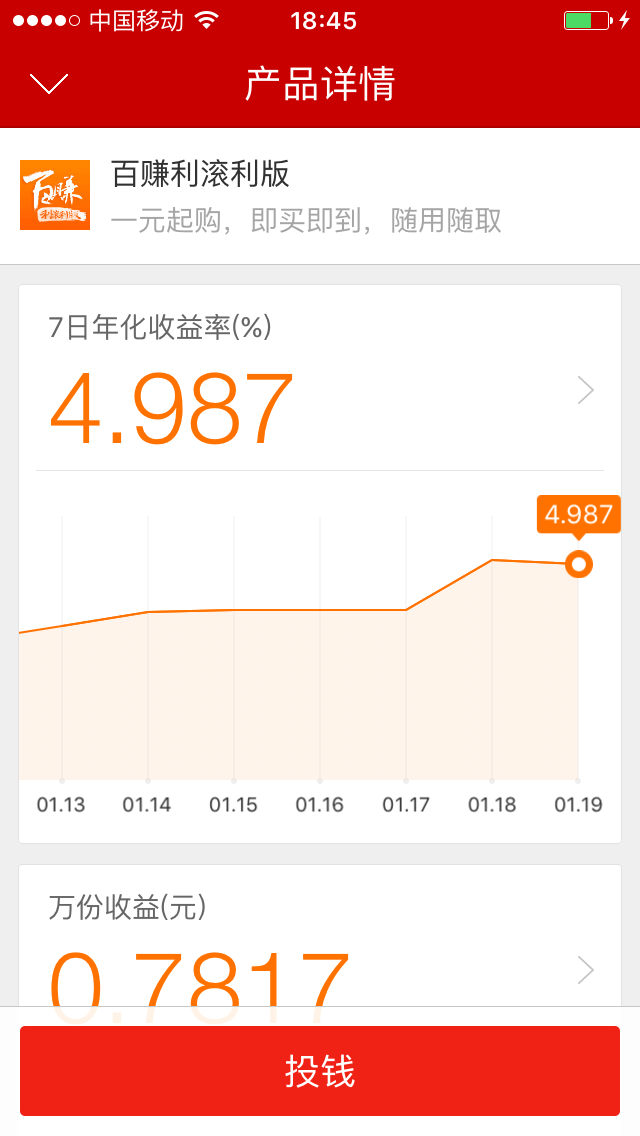 中国移动 18:45
产品详情
百赚
利滚利版
百赚利滚利版
一元起购，即买即到，随用随取
7日年化收益率(%)
4.987
4.987
01.13 01.14 01.15 01.16 01.17 01.18 01.19
万份收益(元)
0.7817
投钱